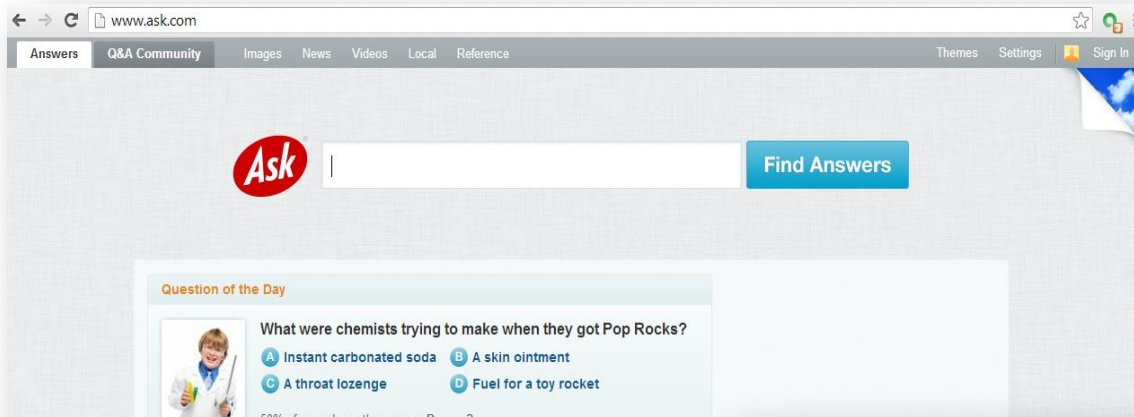 www.ask.com
Answers Q&A Community Images News Videos Local Reference Themes Settings Sign In
Ask Find Answers
Question of the Day
What were chemists trying to make when they got Pop Rocks?
A Instant carbonated soda B A skin ointment
C A throat lozenge D Fuel for a toy rocket